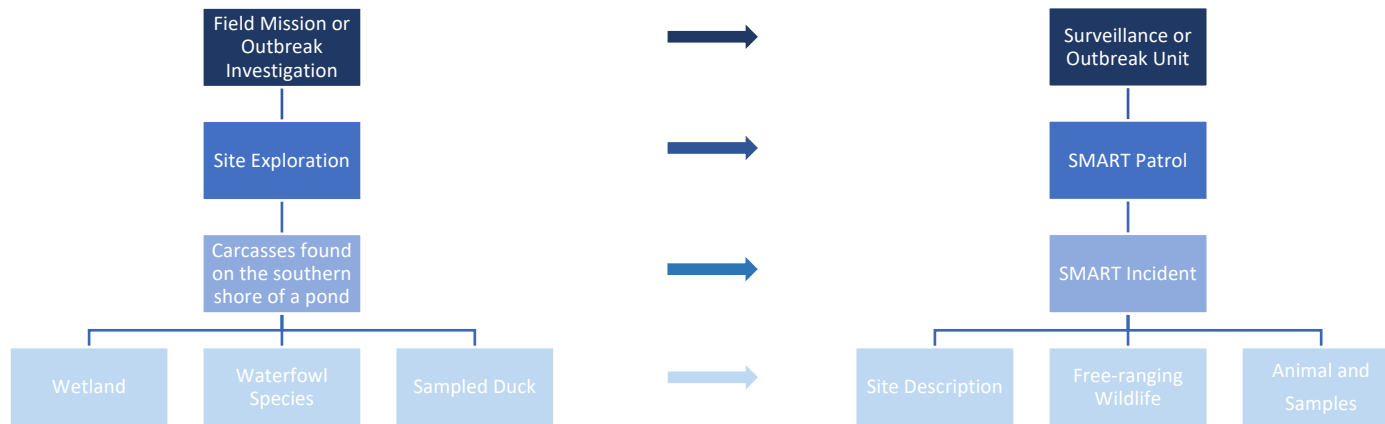 Field Mission or
Outbreak
Investigation
Surveillance or
Outbreak Unit
Site Exploration
SMART Patrol
Carcasses found
on the southern
shore of a pond
SMART Incident
Wetland
Waterfowl
Species
Sampled Duck
Site Description
Free-ranging
Wildlife
Animal and
Samples